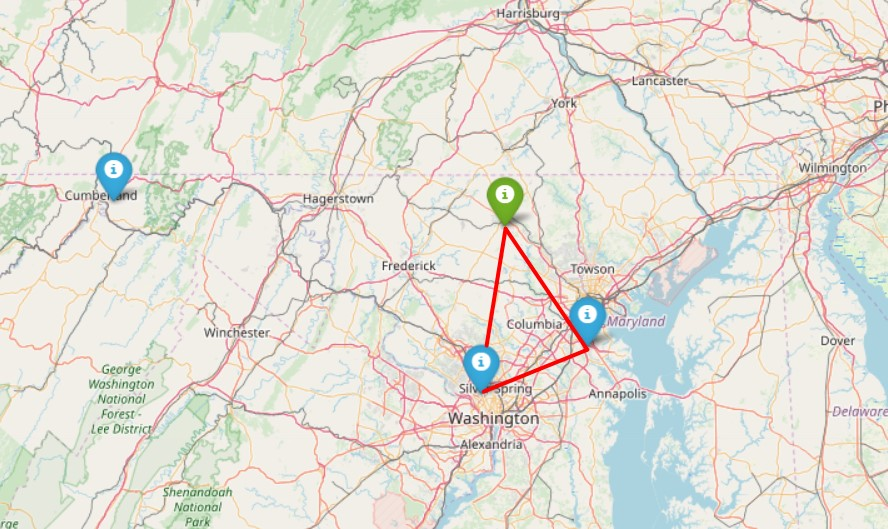 Harrisburg
Lancaster
York
Ph
Wilmington
Cumberland
Hagerstown
Towson
Frederick
Columbia
Maryland
Winchester
Dover
George
Washington
National
Forest -
Lee District
Silver Spring
Annapolis
Washington
Delaware
Alexandria
Shenandoah
National
Park
rge